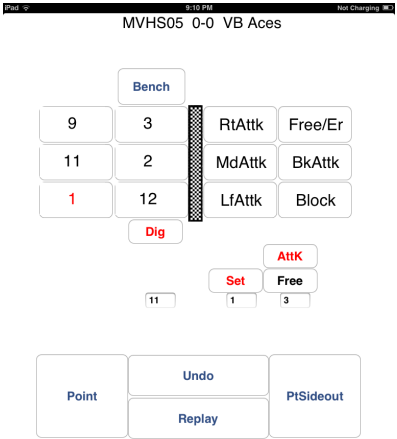 iPad 9:10 PM Not Charging
MVHS05 0-0 VB Aces
Bench
9 3 RtAttk Free/Er
11 2 MdAttk BkAttk
1 12 LfAttk Block
Dig
AttK
Set Free
11 1 3
Undo
Point PtSideout
Replay